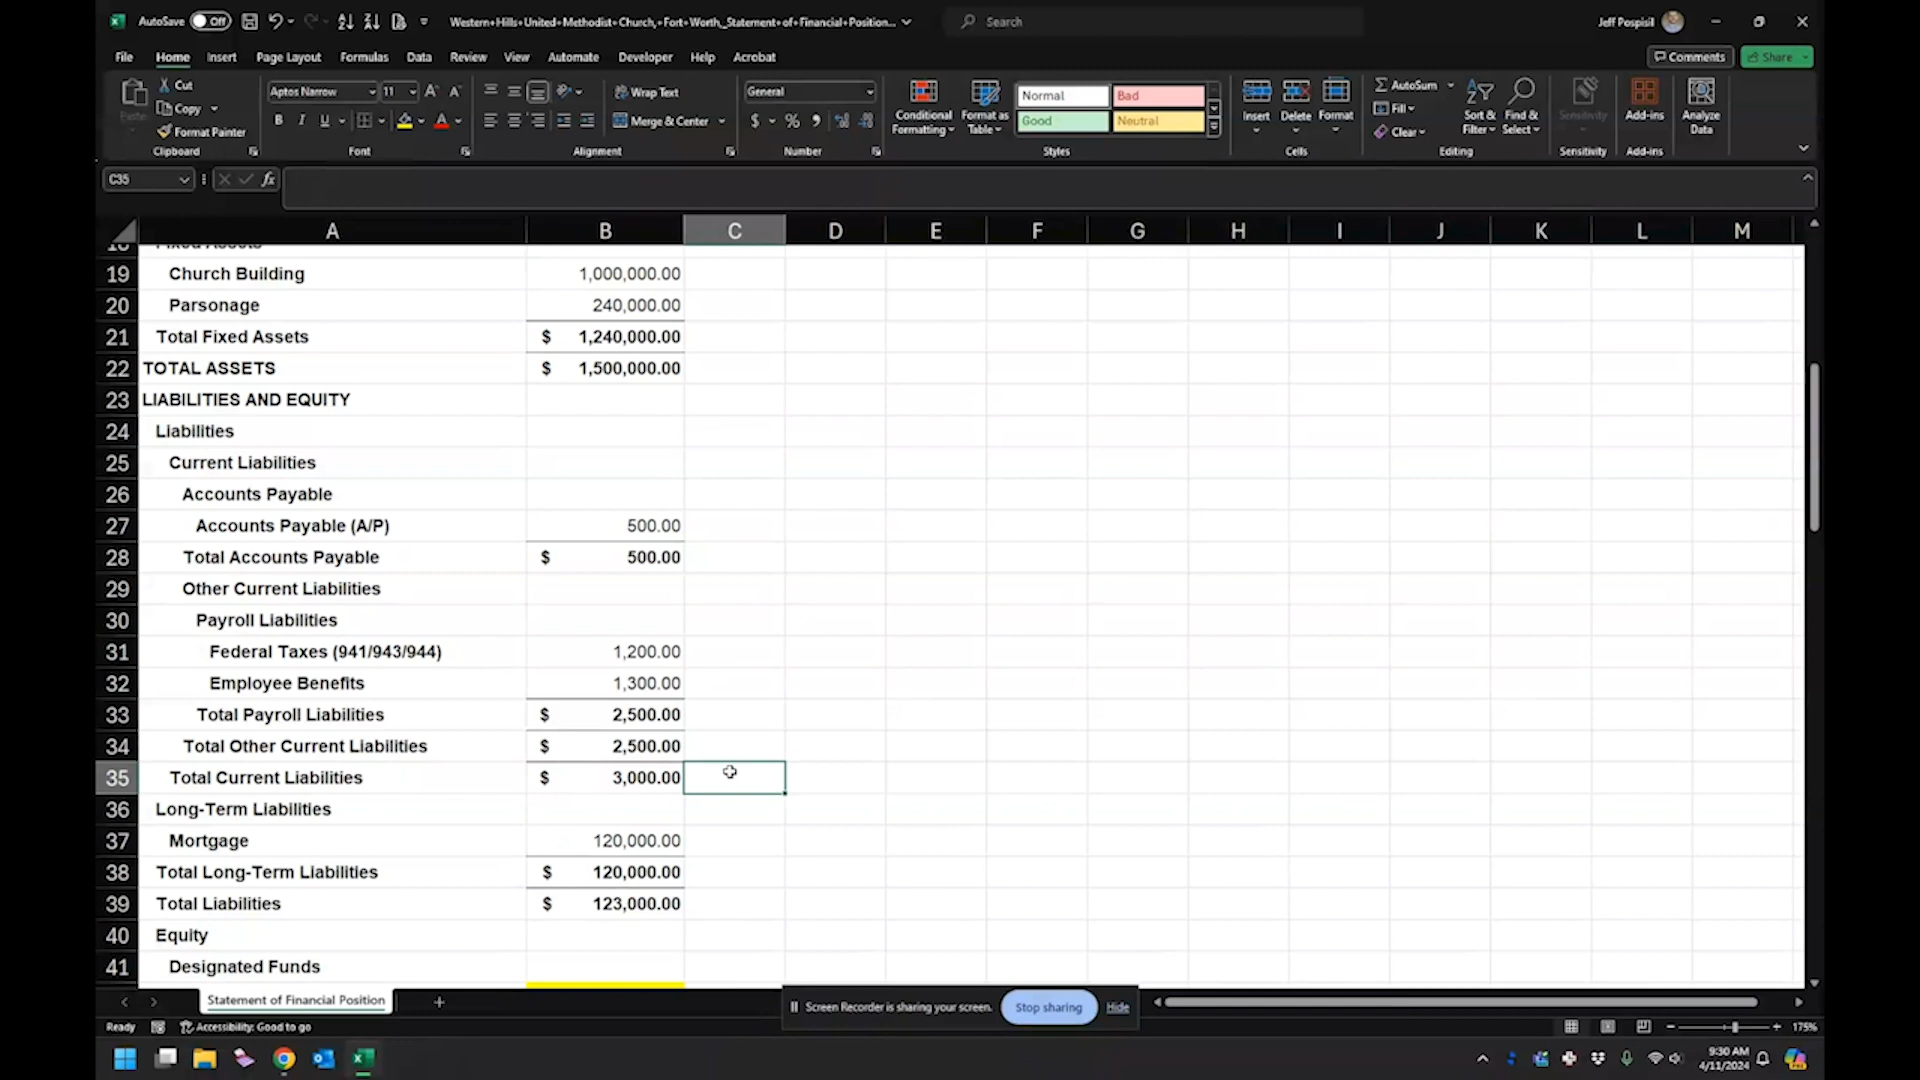 AutoSave Off Western+Hills+United+Methodist+Church,+Fort+Worth,_Statement+of+Financial+Position... Search Jeff Pospisil
File Home Insert Page Layout Formulas Data Review View Automate Developer Help Acrobat Comments Share
Paste
Cut
Copy
Format Painter
Clipboard
Aptos Narrow 11
B I U
Font
Wrap Text
Merge & Center
Alignment
General
$ % ,
Number
Conditional Formatting
Format as Table
Normal Bad
Good Neutral
Styles
Insert Delete Format
Cells
AutoSum
Fill
Clear
Sort & Filter
Find & Select
Editing
Sensitivity
Sensitivity
Add-ins
Add-ins
Analyze Data
C35 fx
A B C D E F G H I J K L M
18 Fixed Assets
19 Church Building 1,000,000.00
20 Parsonage 240,000.00
21 Total Fixed Assets $ 1,240,000.00
22 TOTAL ASSETS $ 1,500,000.00
23 LIABILITIES AND EQUITY
24 Liabilities
25 Current Liabilities
26 Accounts Payable
27 Accounts Payable (A/P) 500.00
28 Total Accounts Payable $ 500.00
29 Other Current Liabilities
30 Payroll Liabilities
31 Federal Taxes (941/943/944) 1,200.00
32 Employee Benefits 1,300.00
33 Total Payroll Liabilities $ 2,500.00
34 Total Other Current Liabilities $ 2,500.00
35 Total Current Liabilities $ 3,000.00
36 Long-Term Liabilities
37 Mortgage 120,000.00
38 Total Long-Term Liabilities $ 120,000.00
39 Total Liabilities $ 123,000.00
40 Equity
41 Designated Funds
Statement of Financial Position +
Screen Recorder is sharing your screen. Stop sharing Hide
Ready Accessibility: Good to go 175%
9:30 AM
4/11/2024